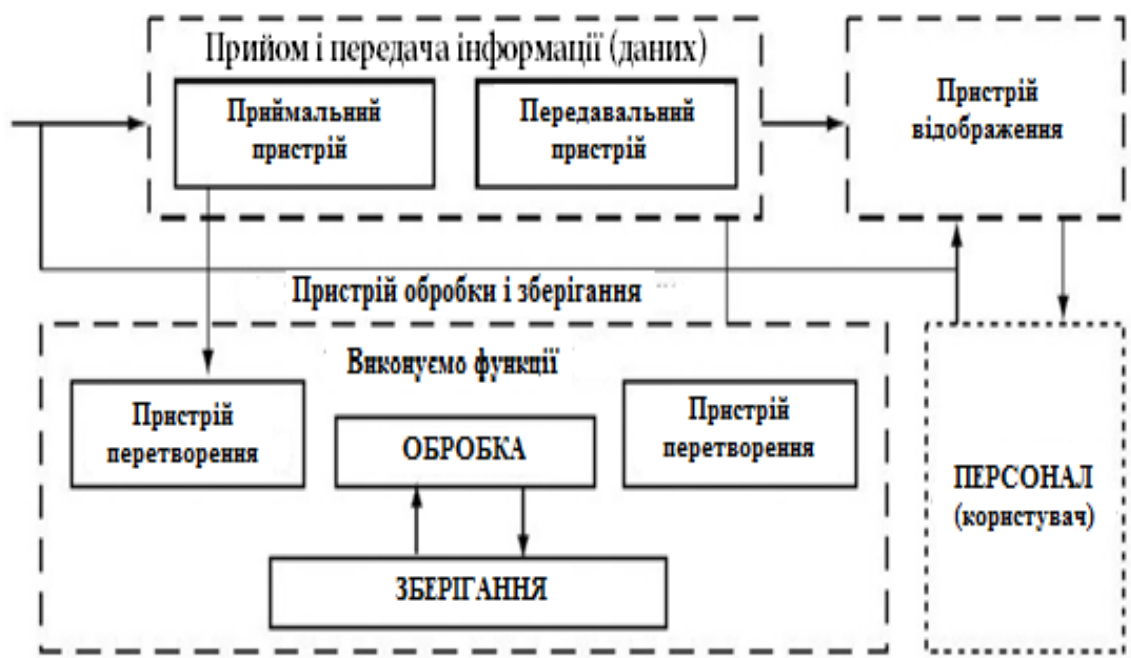 Прийом і передача інформації (даних)
Приймальний
пристрій
Передавальний
пристрій
Пристрій
відображення
Пристрій обробки і зберігання
Виконуємо функції
Пристрій
перетворення
ОБРОБКА
Пристрій
перетворення
ЗБЕРІГАННЯ
ПЕРСОНАЛ
(користувач)